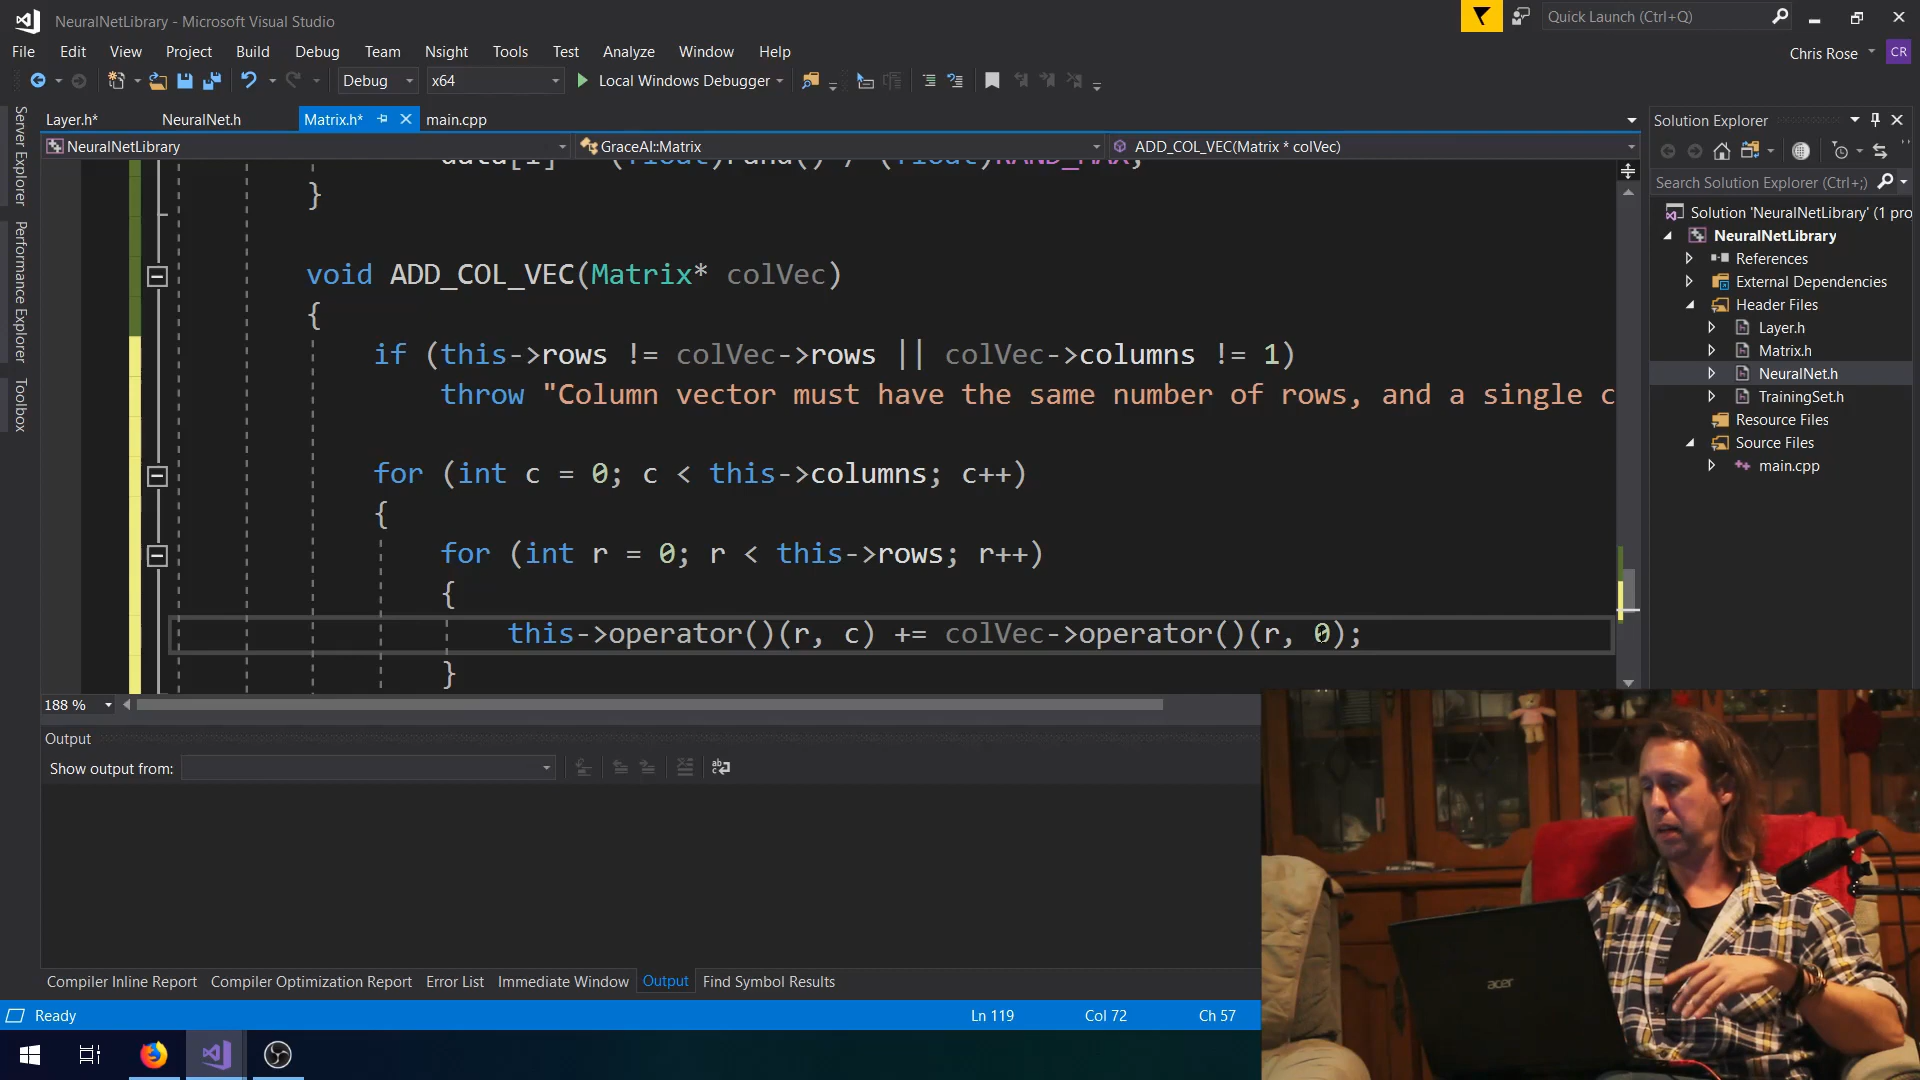 NeuralNetLibrary - Microsoft Visual Studio
Quick Launch (Ctrl+Q)
File Edit View Project Build Debug Team Nsight Tools Test Analyze Window Help
Chris Rose CR
Debug x64 Local Windows Debugger
Layer.h* NeuralNet.h Matrix.h* main.cpp
NeuralNetLibrary GraceAI::Matrix ADD_COL_VEC(Matrix * colVec)
Server Explorer
Performance Explorer
Toolbox
}
void ADD_COL_VEC(Matrix* colVec)
{
if (this->rows != colVec->rows || colVec->columns != 1)
throw "Column vector must have the same number of rows, and a single c
for (int c = 0; c < this->columns; c++)
{
for (int r = 0; r < this->rows; r++)
{
this->operator()(r, c) += colVec->operator()(r, 0);
}
188 %
Output
Show output from:
Compiler Inline Report Compiler Optimization Report Error List Immediate Window Output Find Symbol Results
Ready Ln 119 Col 72 Ch 57
Solution Explorer
Search Solution Explorer (Ctrl+;)
Solution 'NeuralNetLibrary' (1 pro
NeuralNetLibrary
References
External Dependencies
Header Files
Layer.h
Matrix.h
NeuralNet.h
TrainingSet.h
Resource Files
Source Files
main.cpp
acer